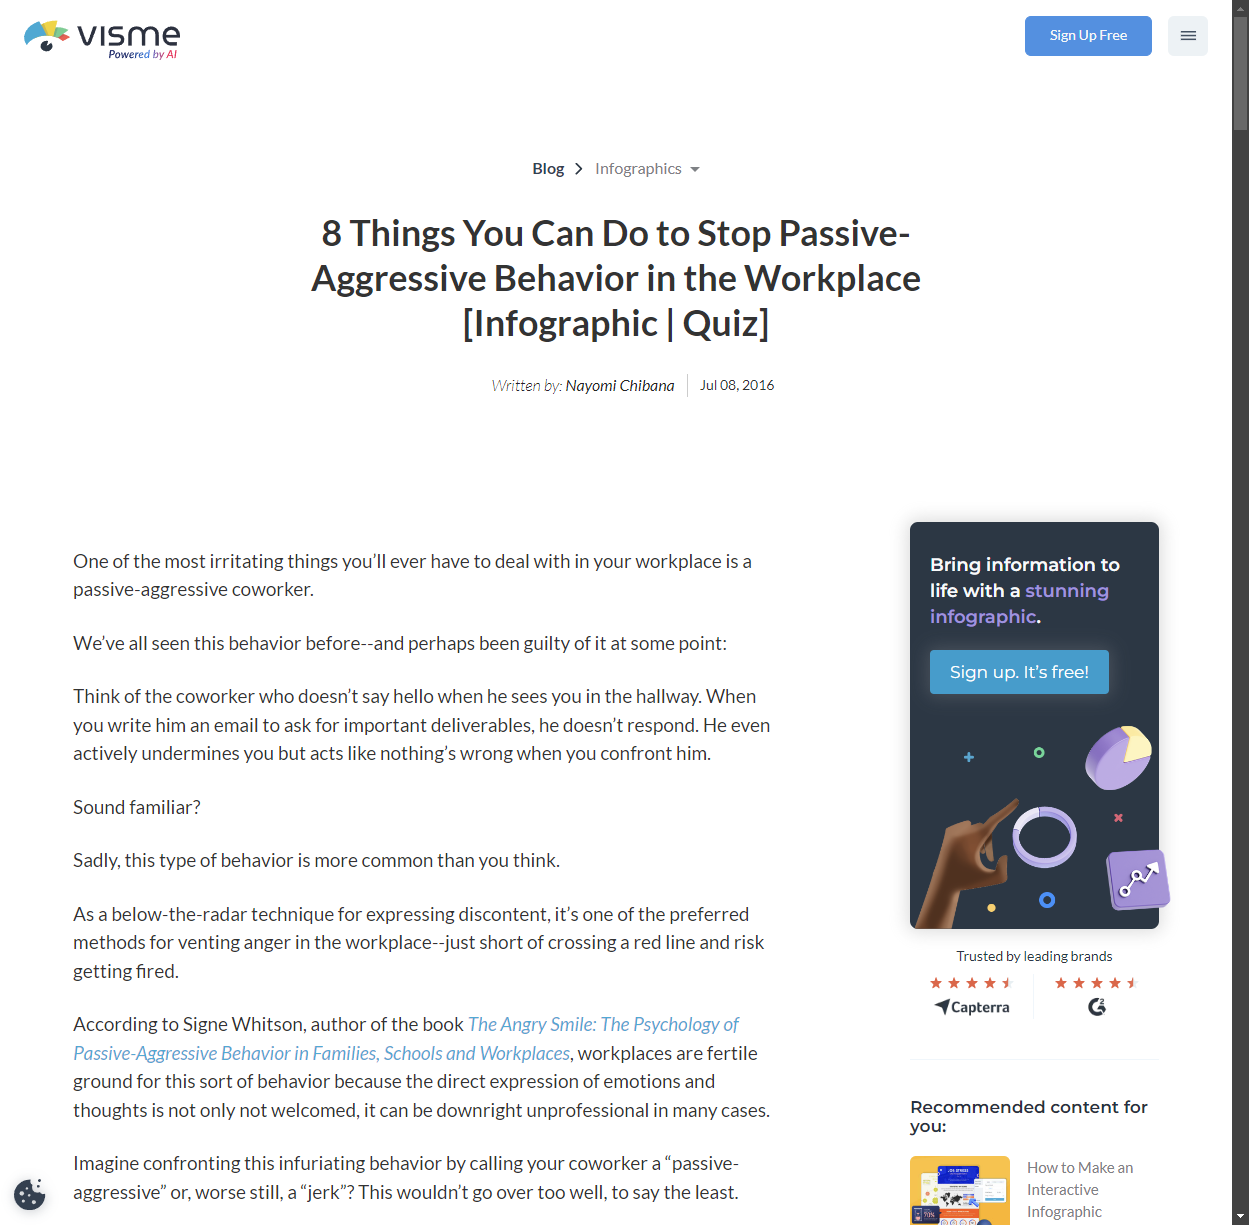 VISME
Powered by AI
Sign Up Free
Blog
Infographics
8 Things You Can Do to Stop Passive-
Aggressive Behavior in the Workplace
[Infographic | Quiz]
Written by: Nayomi Chibana
Jul 08, 2016
One of the most irritating things you’ll ever have to deal with in your workplace is a
passive-aggressive coworker.
We’ve all seen this behavior before--and perhaps been guilty of it at some point:
Think of the coworker who doesn’t say hello when he sees you in the hallway. When
you write him an email to ask for important deliverables, he doesn’t respond. He even
actively undermines you but acts like nothing’s wrong when you confront him.
Sound familiar?
Sadly, this type of behavior is more common than you think.
As a below-the-radar technique for expressing discontent, it’s one of the preferred
methods for venting anger in the workplace--just short of crossing a red line and risk
getting fired.
According to Signe Whitson, author of the book The Angry Smile: The Psychology of
Passive-Aggressive Behavior in Families, Schools and Workplaces, workplaces are fertile
ground for this sort of behavior because the direct expression of emotions and
thoughts is not only not welcomed, it can be downright unprofessional in many cases.
Imagine confronting this infuriating behavior by calling your coworker a “passive-
aggressive” or, worse still, a “jerk”? This wouldn’t go over too well, to say the least.
Bring information to
life with a stunning
infographic.
Sign up. It’s free!
Trusted by leading brands
Capterra
G2
Recommended content for
you:
JOB STRESS
70%
How to Make an
Interactive
Infographic